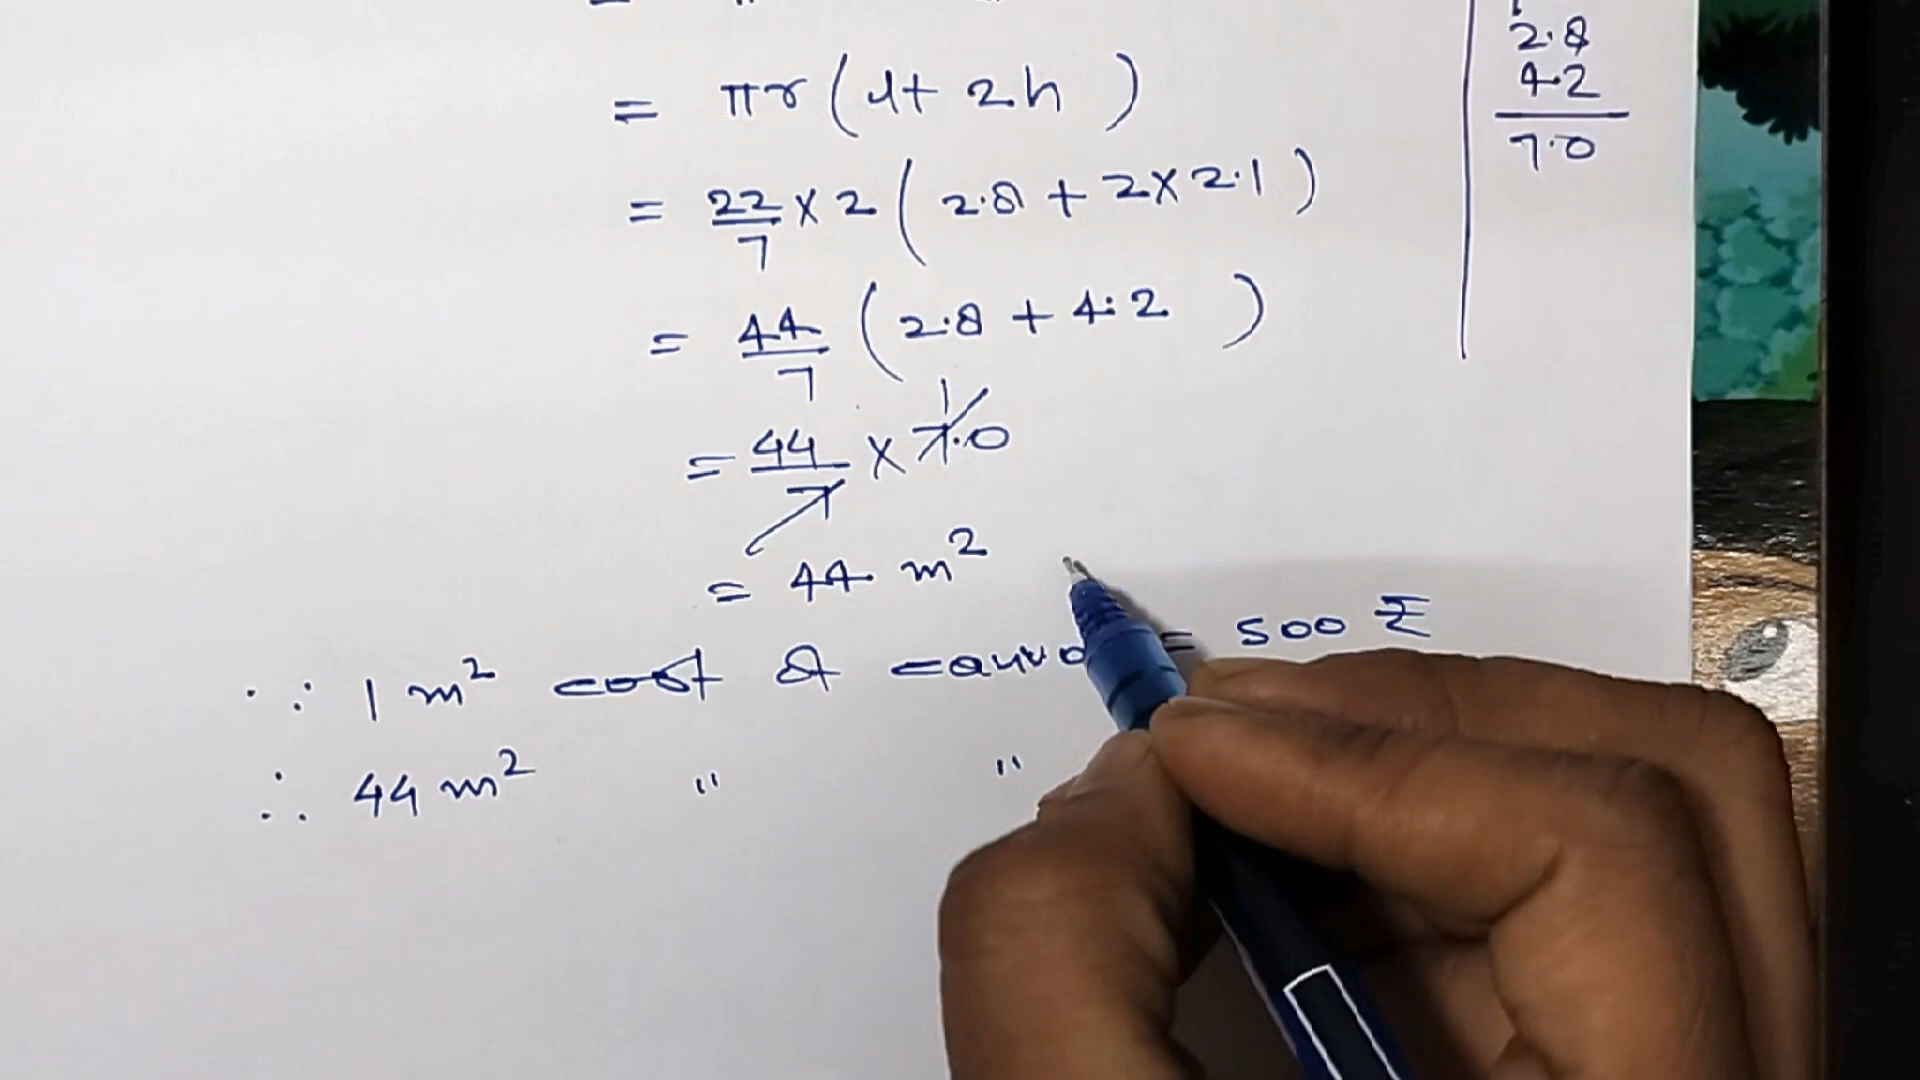 = πr ( l + 2h )
= 22/7 × 2 ( 2.8 + 2×2.1 )
= 44/7 ( 2.8 + 4.2 )
= 44/7 × 7.0 1
= 44 m²
∵ 1 m² cost of = 500 ₹
∴ 44 m² " "
2.8
4.2
7.0